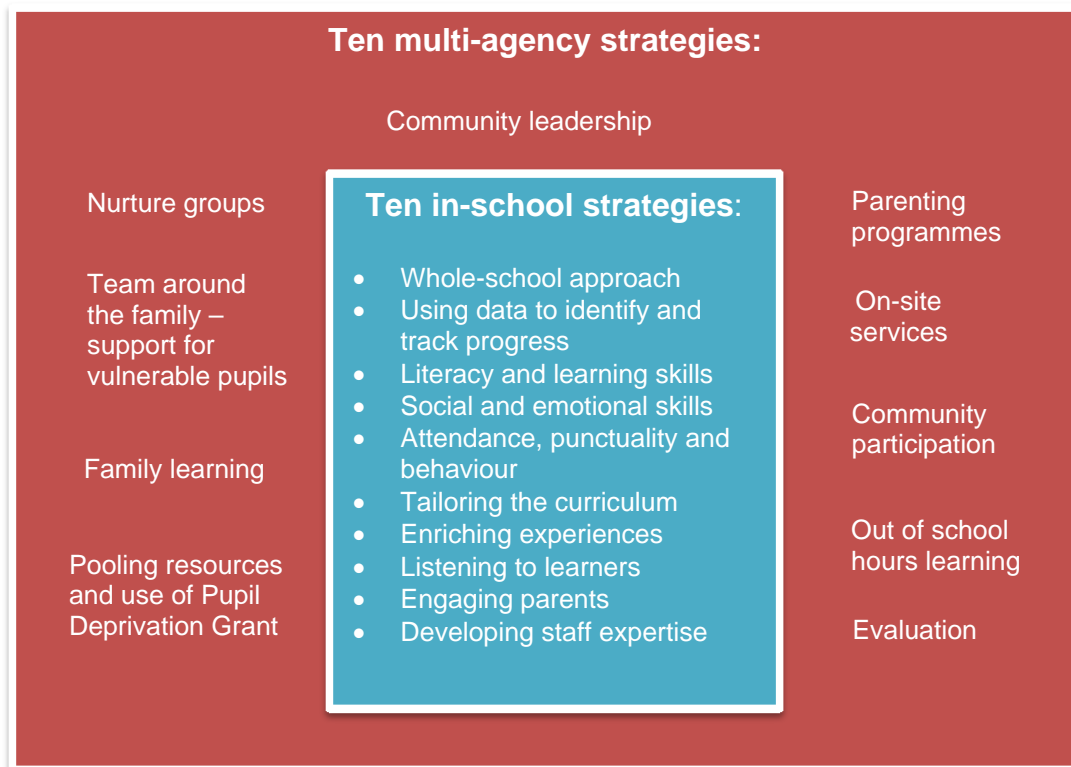 Ten multi-agency strategies:
Community leadership
Nurture groups
Team around
the family –
support for
vulnerable pupils
Family learning
Pooling resources
and use of Pupil
Deprivation Grant
Ten in-school strategies:
• Whole-school approach
• Using data to identify and
track progress
• Literacy and learning skills
• Social and emotional skills
• Attendance, punctuality and
behaviour
• Tailoring the curriculum
• Enriching experiences
• Listening to learners
• Engaging parents
• Developing staff expertise
Parenting
programmes
On-site
services
Community
participation
Out of school
hours learning
Evaluation